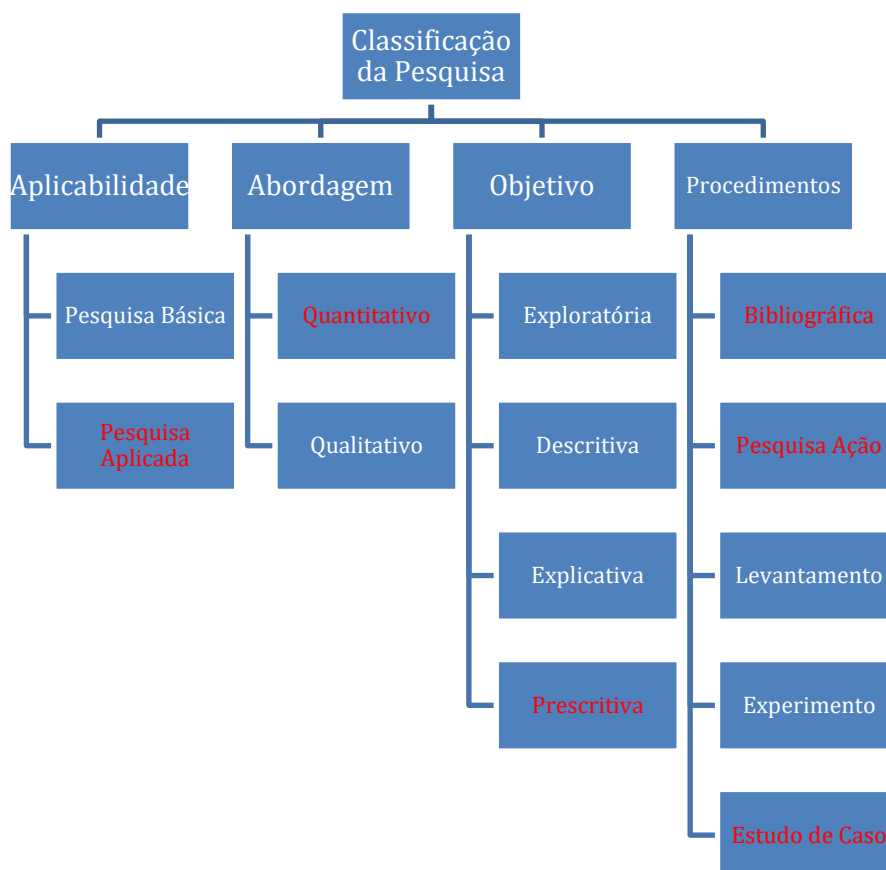 Classificação
da Pesquisa
Aplicabilidade
Abordagem
Objetivo
Procedimentos
Pesquisa Básica
Quantitativo
Exploratória
Bibliográfica
Pesquisa
Aplicada
Qualitativo
Descritiva
Pesquisa Ação
Explicativa
Levantamento
Prescritiva
Experimento
Estudo de Caso